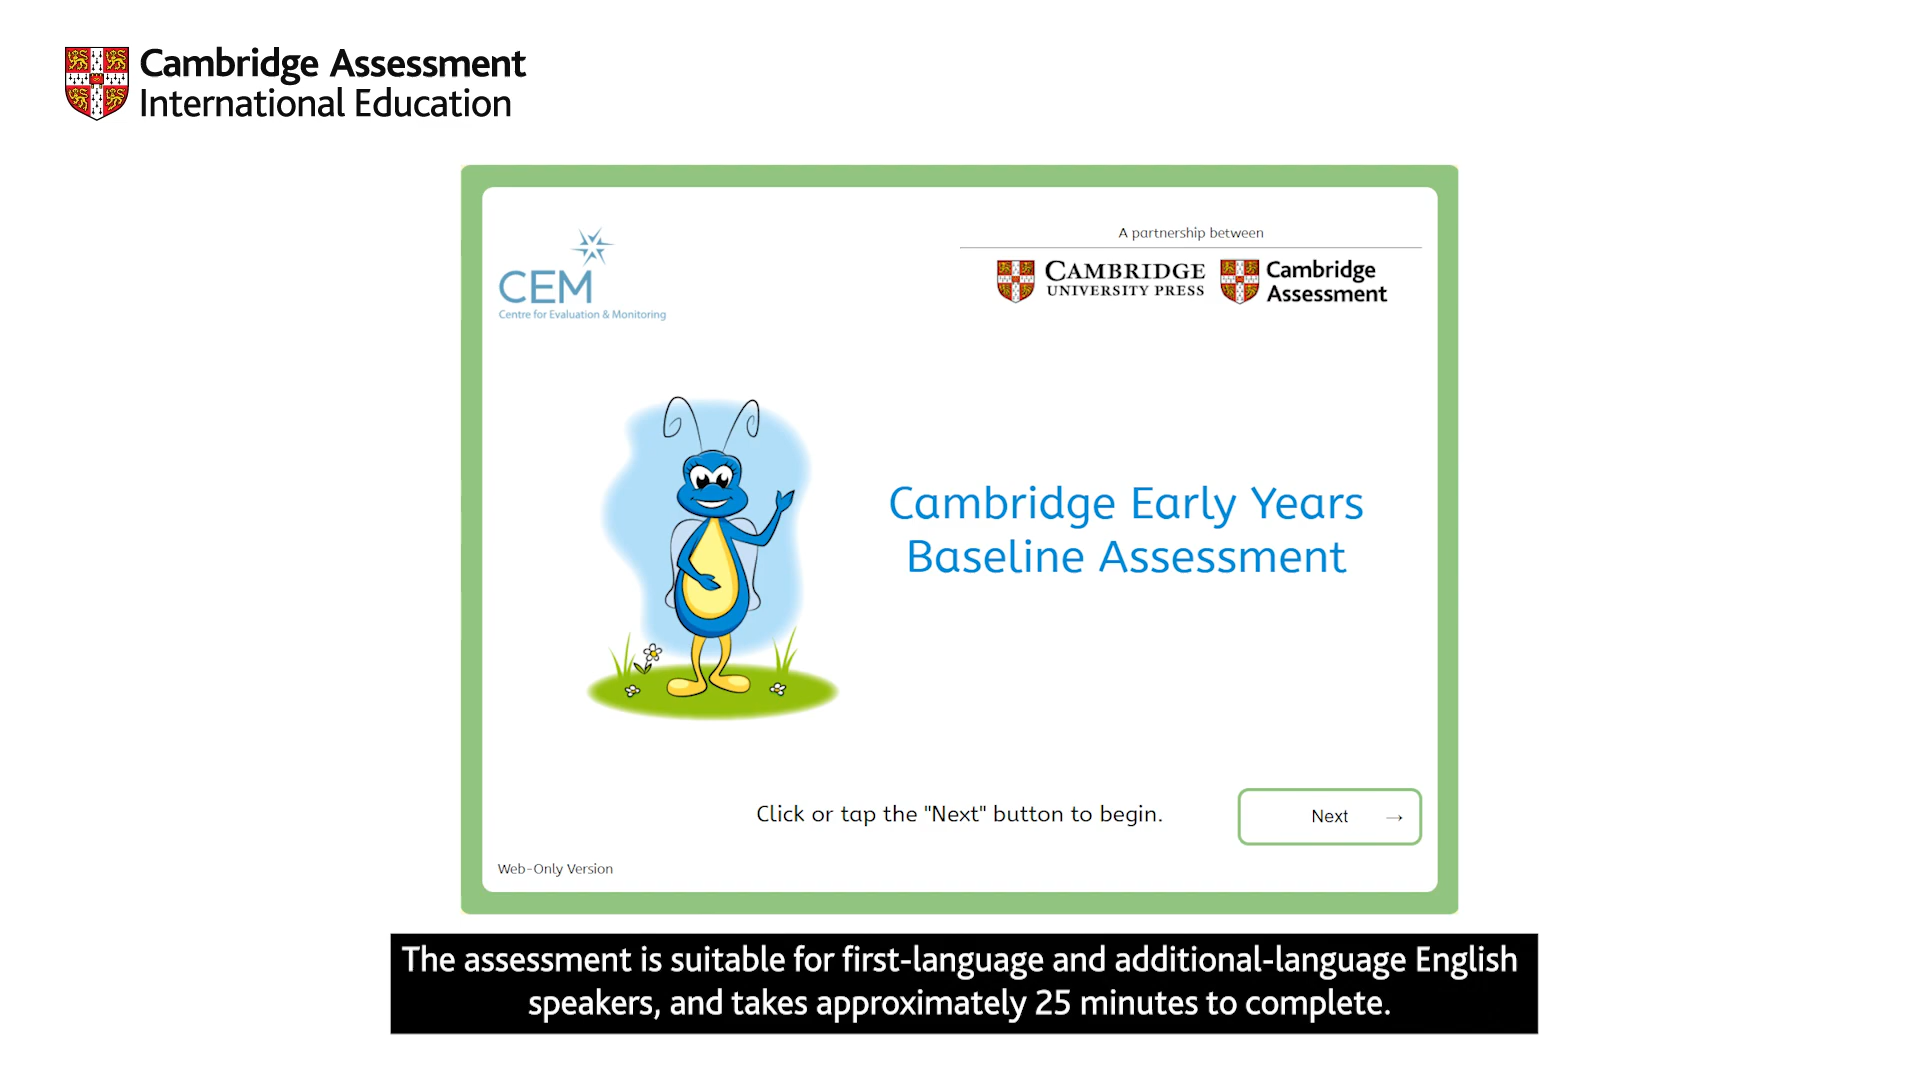 Cambridge Assessment
International Education
CEM
Centre for Evaluation & Monitoring
A partnership between
CAMBRIDGE
UNIVERSITY PRESS
Cambridge
Assessment
Cambridge Early Years
Baseline Assessment
Click or tap the "Next" button to begin.
Next →
Web-Only Version
The assessment is suitable for first-language and additional-language English
speakers, and takes approximately 25 minutes to complete.